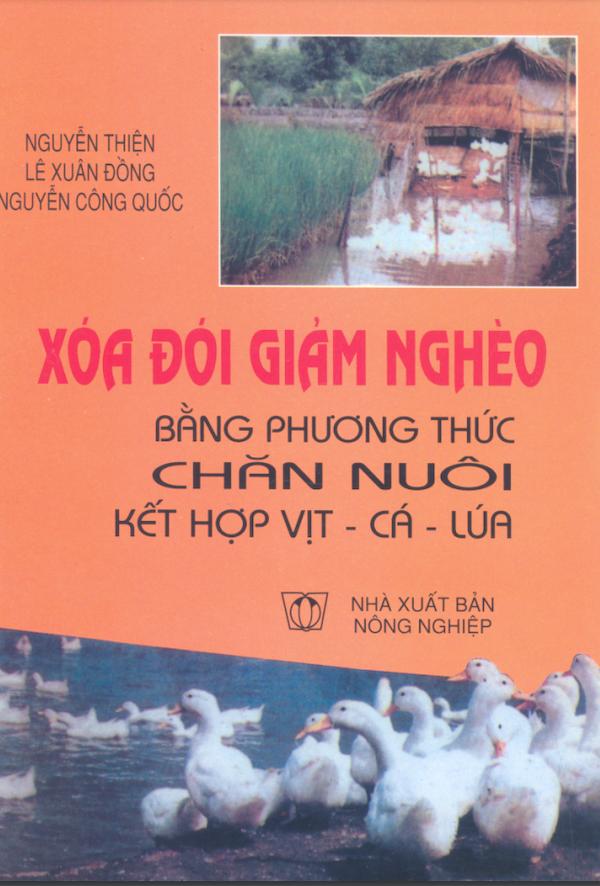 NGUYỄN THIỆN
LÊ XUÂN ĐỒNG
NGUYỄN CÔNG QUỐC
XÓA ĐÓI GIẢM NGHÈO
BẰNG PHƯƠNG THỨC
CHĂN NUÔI
KẾT HỢP VỊT - CÁ - LÚA
NHÀ XUẤT BẢN
NÔNG NGHIỆP